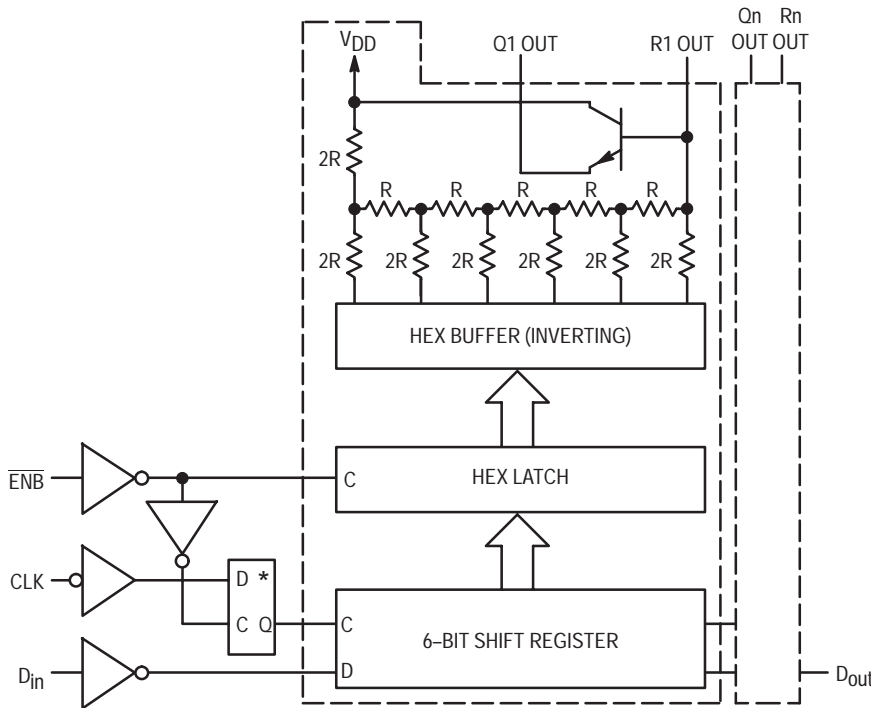 Qn OUT
Rn OUT
VDD
Q1 OUT
R1 OUT
2R
R
R
R
R
R
2R
2R
2R
2R
2R
2R
HEX BUFFER (INVERTING)
ENB
C
HEX LATCH
CLK
D *
C Q
C
6–BIT SHIFT REGISTER
Din
D
Dout